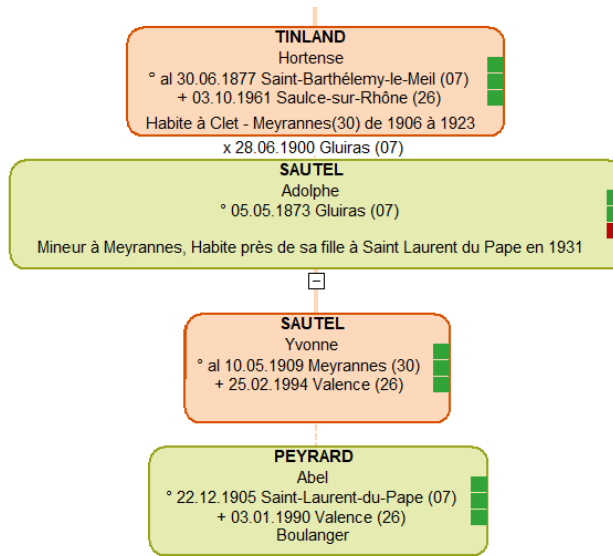 TINLAND
Hortense
° al 30.06.1877 Saint-Barthélemy-le-Meil (07)
+ 03.10.1961 Saulce-sur-Rhône (26)
Habite à Clet - Meyrannes(30) de 1906 à 1923
x 28.06.1900 Gluiras (07)
SAUTEL
Adolphe
° 05.05.1873 Gluiras (07)
Mineur à Meyrannes, Habite près de sa fille à Saint Laurent du Pape en 1931
SAUTEL
Yvonne
° al 10.05.1909 Meyrannes (30)
+ 25.02.1994 Valence (26)
PEYRARD
Abel
° 22.12.1905 Saint-Laurent-du-Pape (07)
+ 03.01.1990 Valence (26)
Boulanger